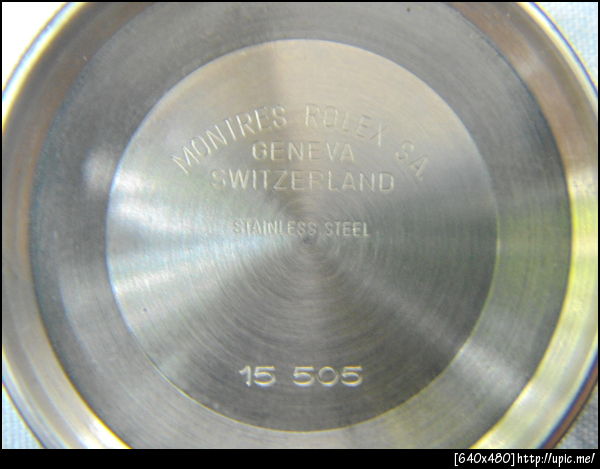 MONTRES ROLEX SA.
GENEVA
SWITZERLAND
STAINLESS STEEL
15 505
[640x480]http://upic.me/